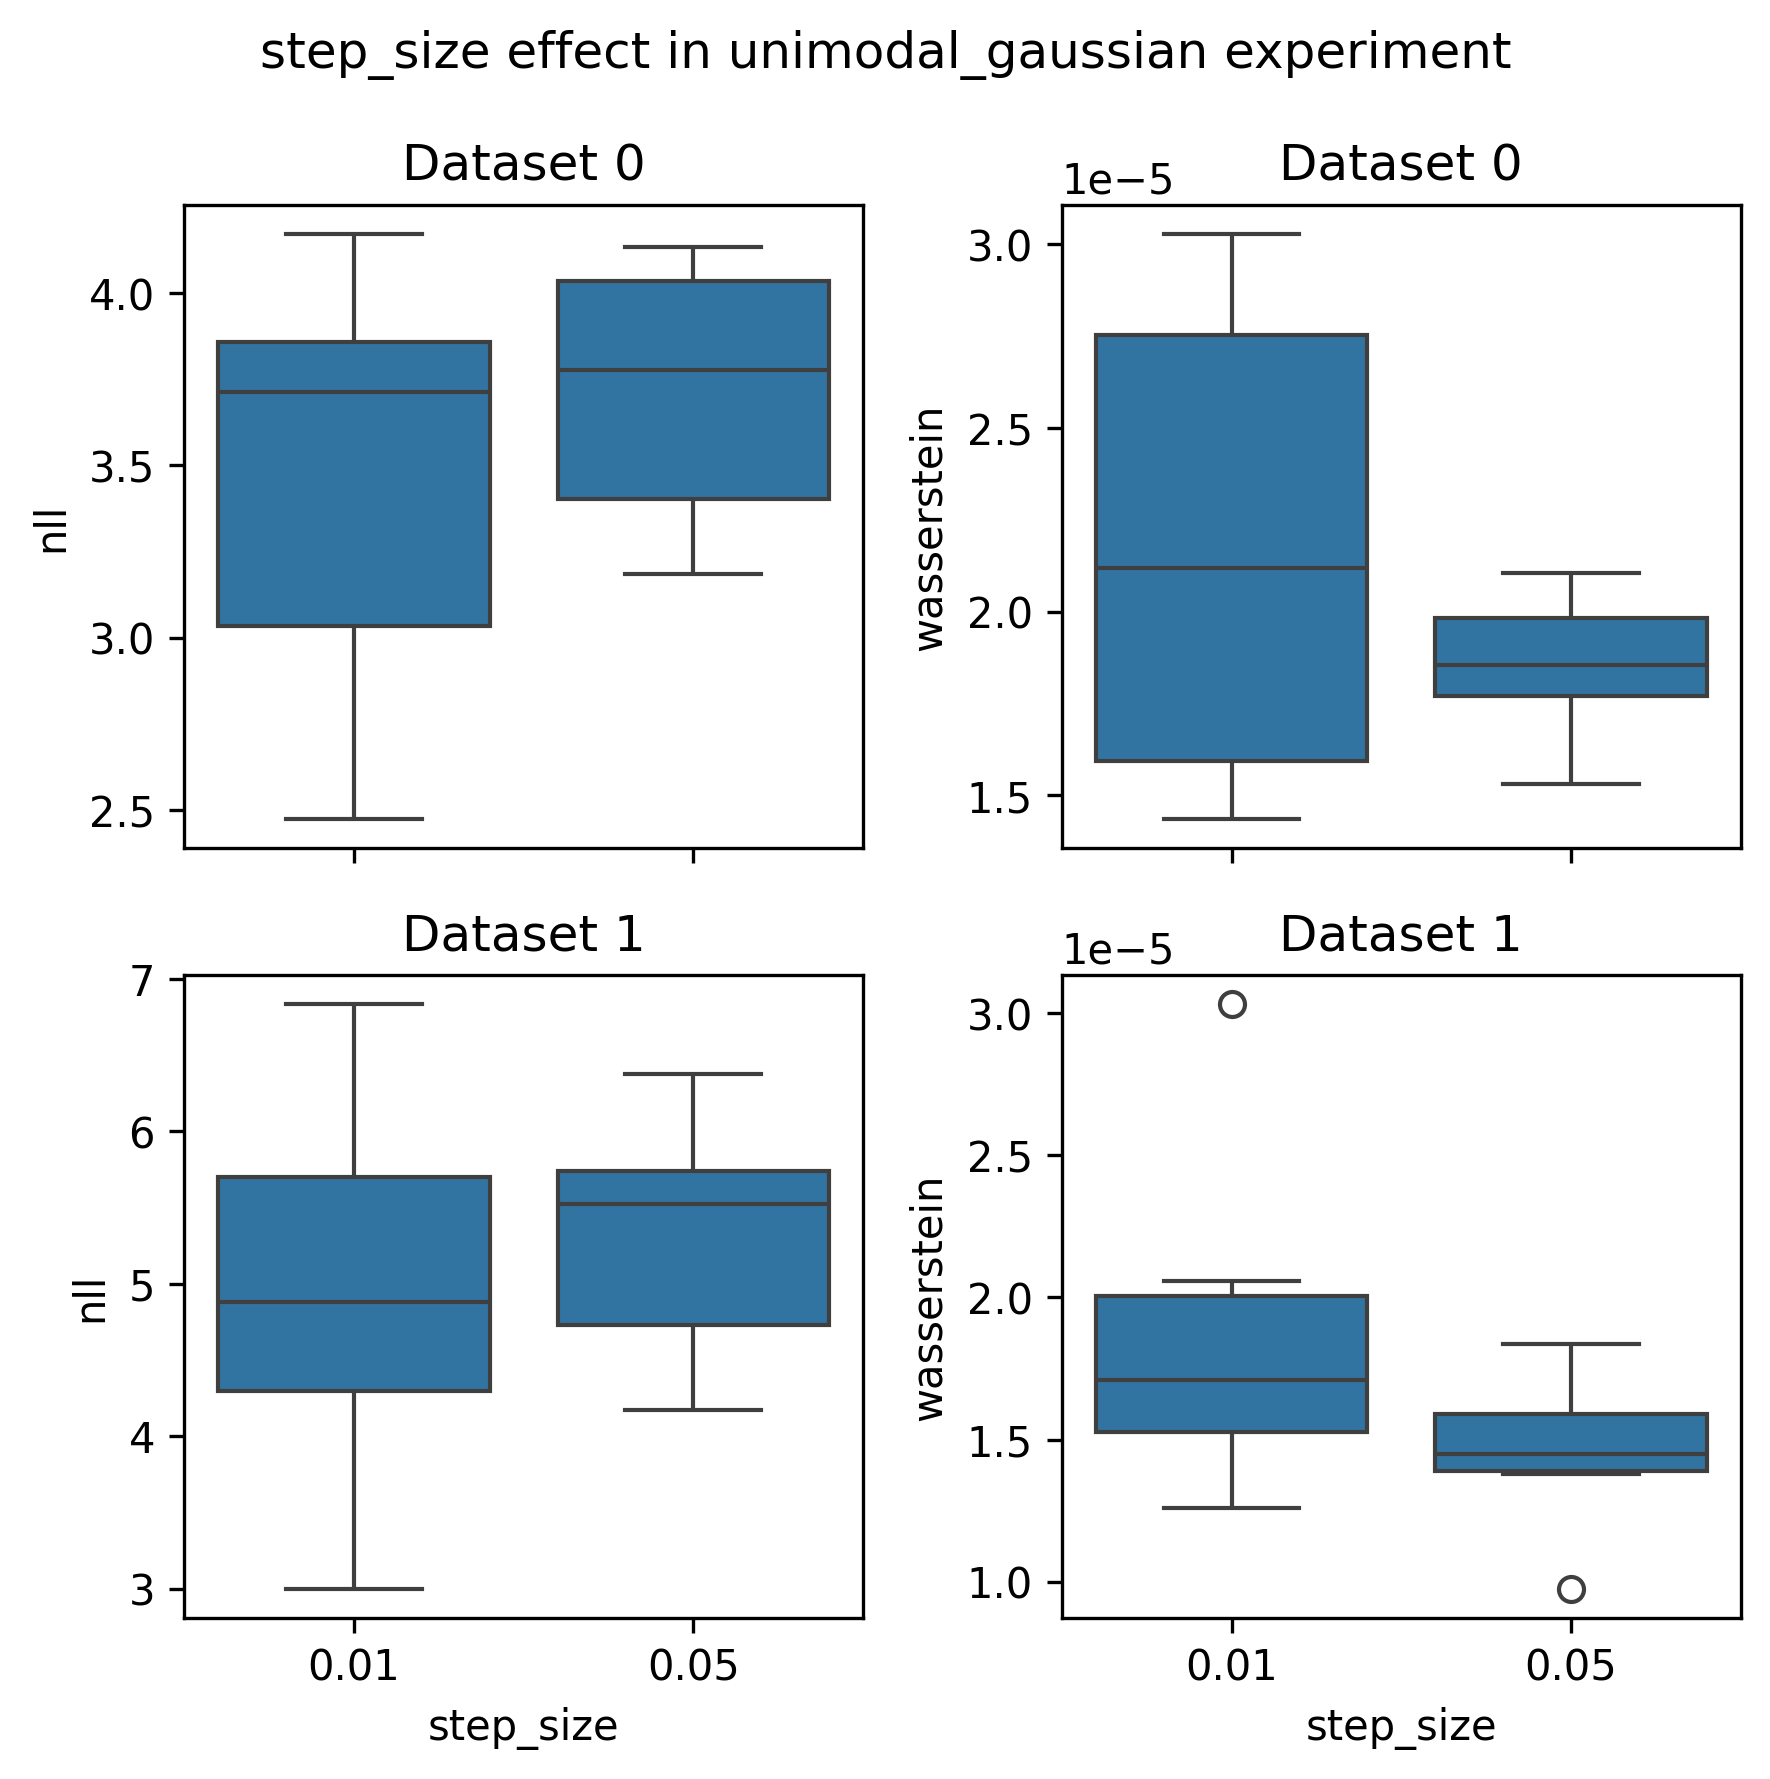 step_size effect in unimodal_gaussian experiment
Dataset 0
nll
4.0
3.5
3.0
2.5
Dataset 0
1e−5
wasserstein
3.0
2.5
2.0
1.5
Dataset 1
nll
7
6
5
4
3
0.01
0.05
step_size
Dataset 1
1e−5
wasserstein
3.0
2.5
2.0
1.5
1.0
0.01
0.05
step_size